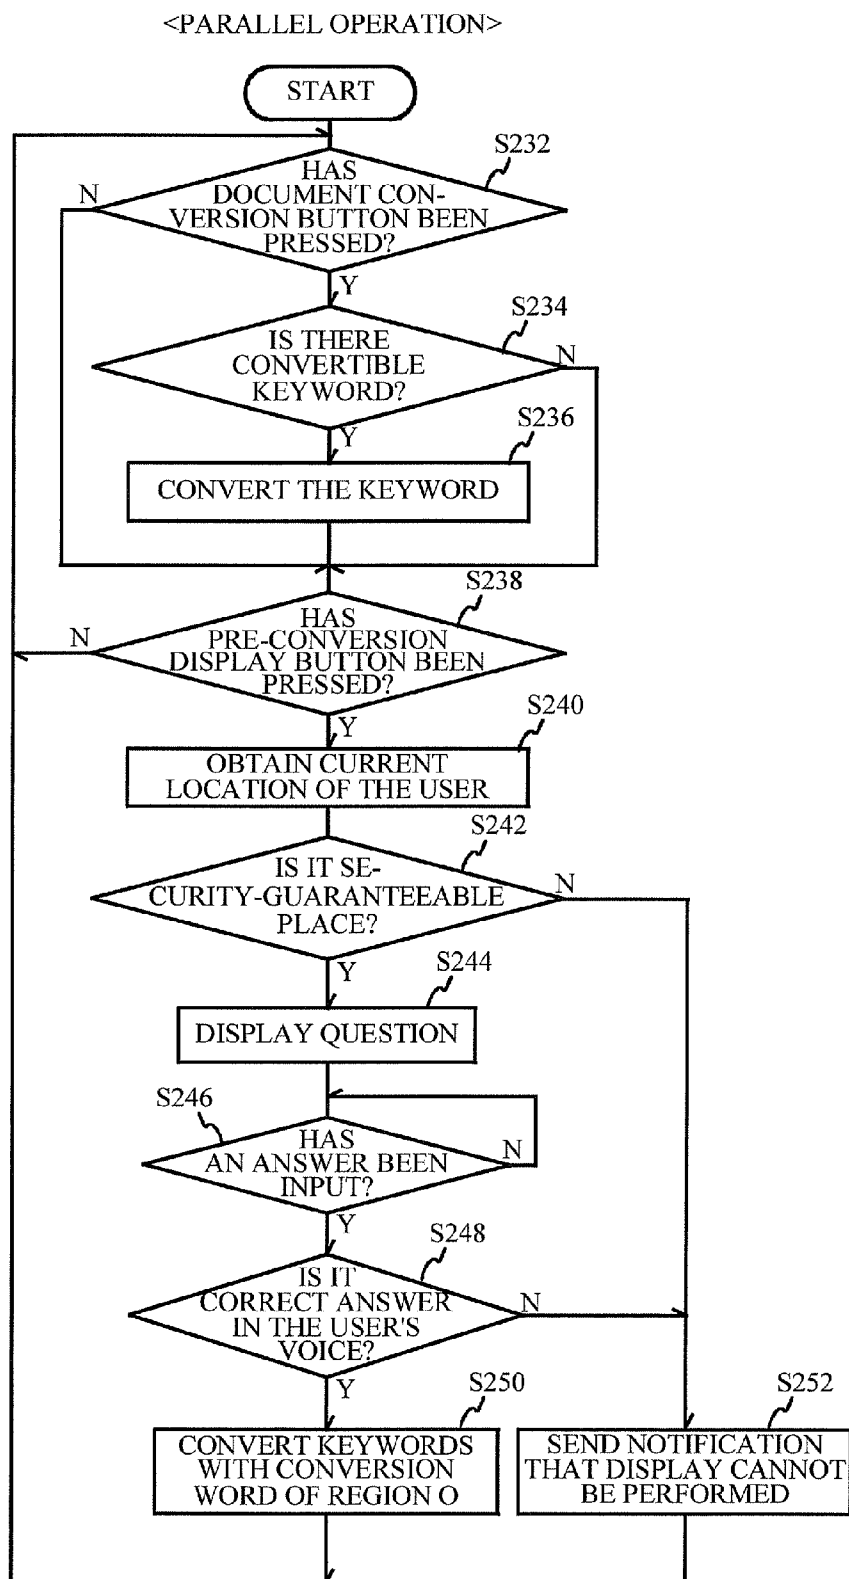 <PARALLEL OPERATION>
START
S232
HAS
DOCUMENT CON-
VERSION BUTTON BEEN
PRESSED?
N
Y
S234
IS THERE
CONVERTIBLE
KEYWORD?
N
Y
S236
CONVERT THE KEYWORD
S238
HAS
PRE-CONVERSION
DISPLAY BUTTON BEEN
PRESSED?
N
Y
S240
OBTAIN CURRENT
LOCATION OF THE USER
S242
IS IT SE-
CURITY-GUARANTEEABLE
PLACE?
N
Y
S244
DISPLAY QUESTION
S246
HAS
AN ANSWER BEEN
INPUT?
N
Y
S248
IS IT
CORRECT ANSWER
IN THE USER'S
VOICE?
N
Y
S250
CONVERT KEYWORDS
WITH CONVERSION
WORD OF REGION O
S252
SEND NOTIFICATION
THAT DISPLAY CANNOT
BE PERFORMED